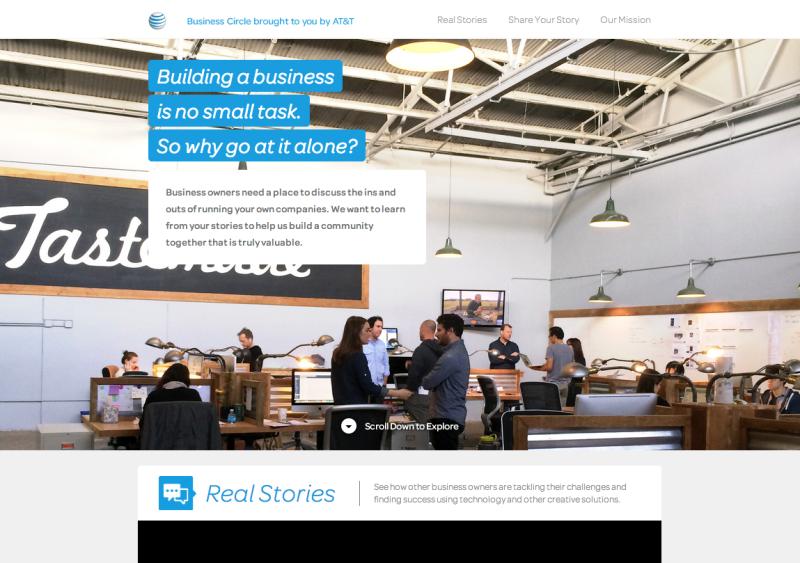 Business Circle brought to you by AT&T
Real Stories
Share Your Story
Our Mission
Building a business
is no small task.
So why go at it alone?
Business owners need a place to discuss the ins and
outs of running your own companies. We want to learn
from your stories to help us build a community
together that is truly valuable.
Scroll Down to Explore
Real Stories
See how other business owners are tackling their challenges and
finding success using technology and other creative solutions.